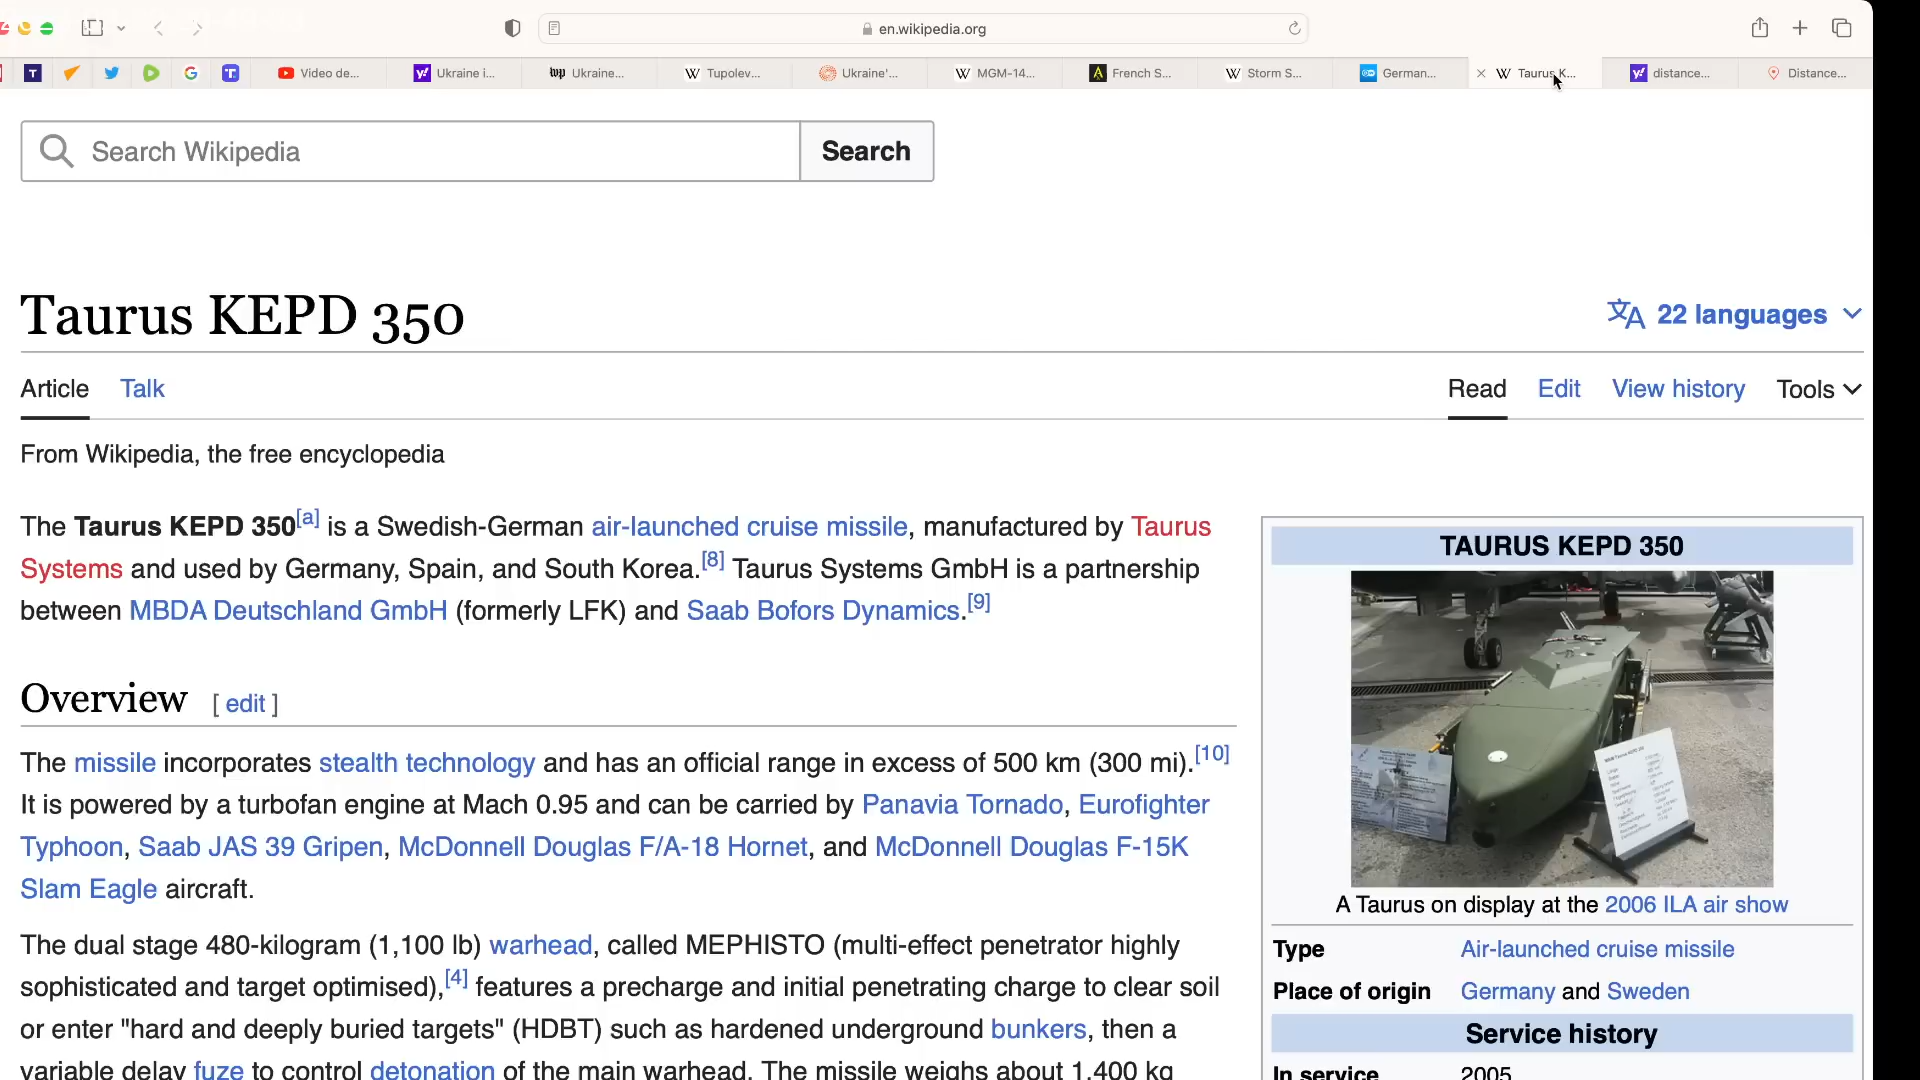 en.wikipedia.org
T
G
T
Video de...
Ukraine i...
Ukraine...
Tupolev...
Ukraine'...
MGM-14...
French S...
Storm S...
German...
Taurus K...
distance...
Distance...
Search Wikipedia
Search
Taurus KEPD 350
22 languages
Article
Talk
Read
Edit
View history
Tools
From Wikipedia, the free encyclopedia
The Taurus KEPD 350[a] is a Swedish-German air-launched cruise missile, manufactured by Taurus
Systems and used by Germany, Spain, and South Korea.[8] Taurus Systems GmbH is a partnership
between MBDA Deutschland GmbH (formerly LFK) and Saab Bofors Dynamics.[9]
Overview [ edit ]
The missile incorporates stealth technology and has an official range in excess of 500 km (300 mi).[10]
It is powered by a turbofan engine at Mach 0.95 and can be carried by Panavia Tornado, Eurofighter
Typhoon, Saab JAS 39 Gripen, McDonnell Douglas F/A-18 Hornet, and McDonnell Douglas F-15K
Slam Eagle aircraft.
The dual stage 480-kilogram (1,100 lb) warhead, called MEPHISTO (multi-effect penetrator highly
sophisticated and target optimised),[4] features a precharge and initial penetrating charge to clear soil
or enter "hard and deeply buried targets" (HDBT) such as hardened underground bunkers, then a
variable delay fuze to control detonation of the main warhead. The missile weighs about 1,400 kg
TAURUS KEPD 350
A Taurus on display at the 2006 ILA air show
Type Air-launched cruise missile
Place of origin Germany and Sweden
Service history
In service 2005